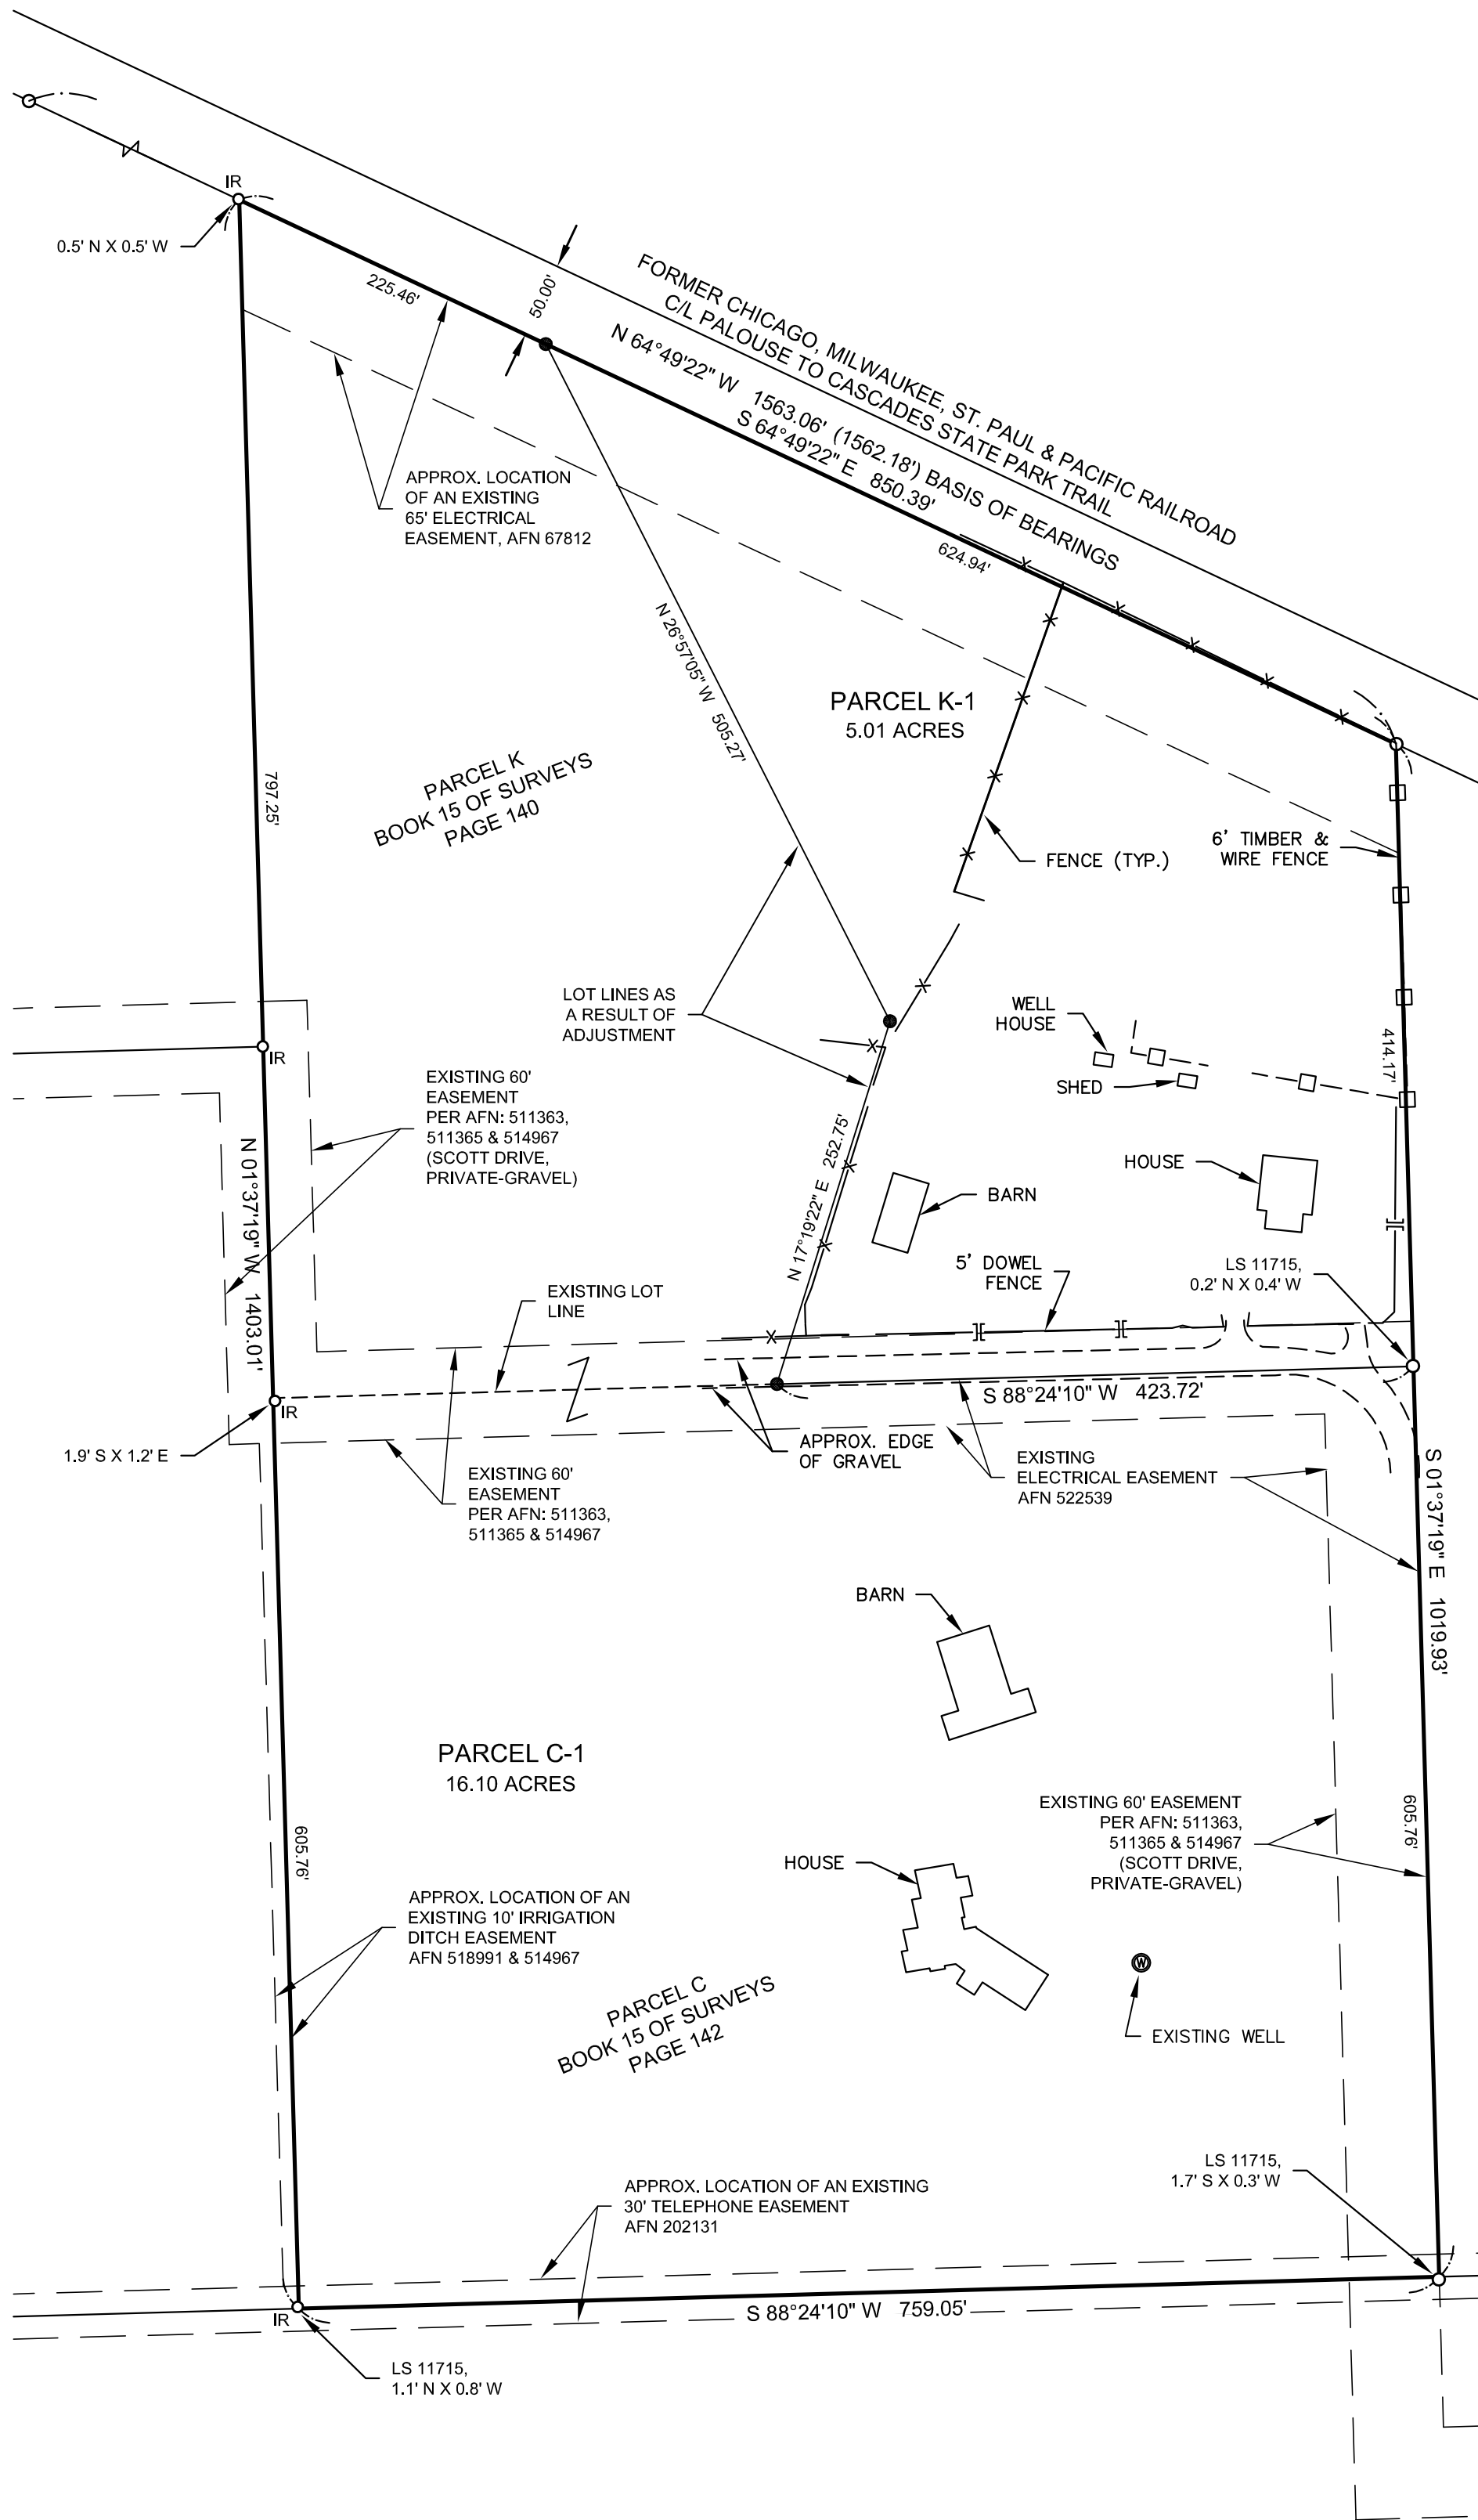 IR
0.5' N X 0.5' W
225.46'
50.00'
FORMER CHICAGO, MILWAUKEE, ST. PAUL & PACIFIC RAILROAD
C/L PALOUSE TO CASCADES STATE PARK TRAIL
N 64°49'22" W 1563.06' (1562.18') BASIS OF BEARINGS
S 64°49'22" E 850.39'
624.94'
APPROX. LOCATION
OF AN EXISTING
65' ELECTRICAL
EASEMENT, AFN 67812
N 26°57'05" W 505.27'
PARCEL K-1
5.01 ACRES
PARCEL K
BOOK 15 OF SURVEYS
PAGE 140
797.25'
FENCE (TYP.)
6' TIMBER &
WIRE FENCE
LOT LINES AS
A RESULT OF
ADJUSTMENT
WELL
HOUSE
SHED
414.17'
IR
EXISTING 60'
EASEMENT
PER AFN: 511363,
511365 & 514967
(SCOTT DRIVE,
PRIVATE-GRAVEL)
N 01°37'19" W 1403.01'
N 17°19'22" E 252.75'
BARN
HOUSE
5' DOWEL
FENCE
LS 11715,
0.2' N X 0.4' W
EXISTING LOT
LINE
S 88°24'10" W 423.72'
IR
1.9' S X 1.2' E
APPROX. EDGE
OF GRAVEL
EXISTING
ELECTRICAL EASEMENT
AFN 522539
EXISTING 60'
EASEMENT
PER AFN: 511363,
511365 & 514967
S 01°37'19" E 1019.93'
BARN
PARCEL C-1
16.10 ACRES
EXISTING 60' EASEMENT
PER AFN: 511363,
511365 & 514967
(SCOTT DRIVE,
PRIVATE-GRAVEL)
605.76'
605.76'
HOUSE
APPROX. LOCATION OF AN
EXISTING 10' IRRIGATION
DITCH EASEMENT
AFN 518991 & 514967
W
EXISTING WELL
PARCEL C
BOOK 15 OF SURVEYS
PAGE 142
LS 11715,
1.7' S X 0.3' W
APPROX. LOCATION OF AN EXISTING
30' TELEPHONE EASEMENT
AFN 202131
S 88°24'10" W 759.05'
IR
LS 11715,
1.1' N X 0.8' W